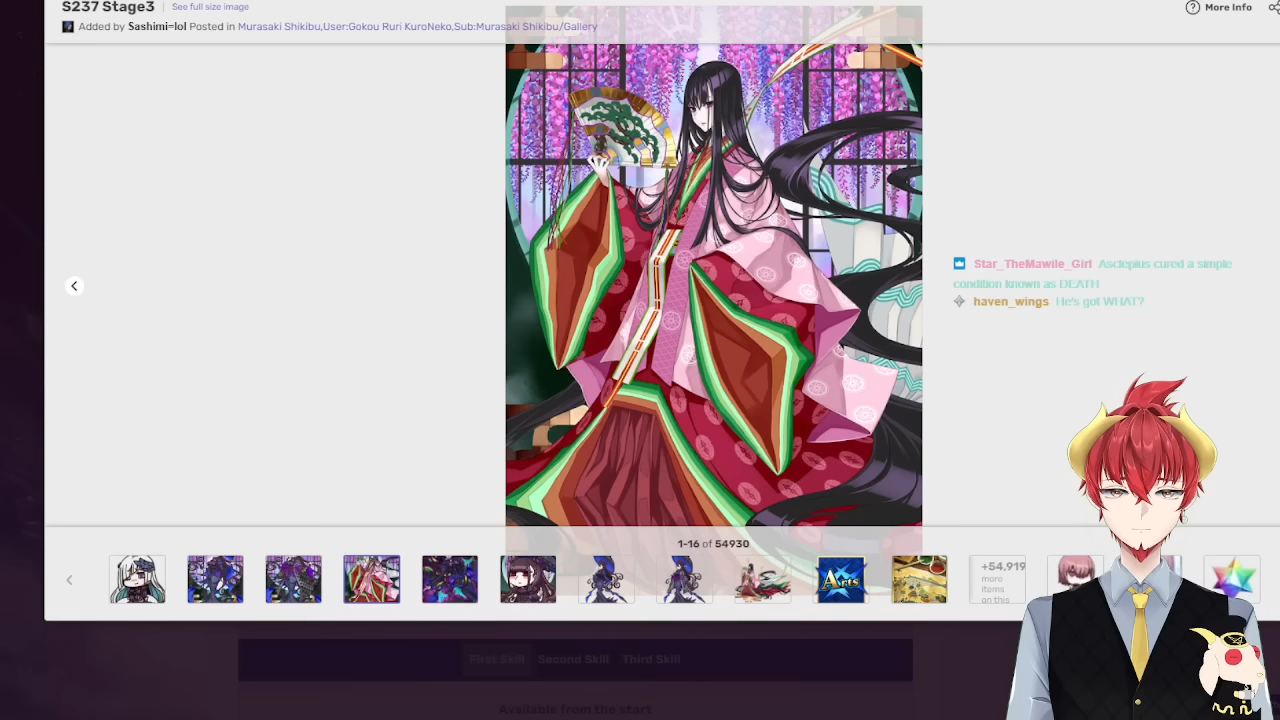 S237 Stage3
See full size image
More Info
Added by Sashimi=lol Posted in Murasaki Shikibu,User:Gokou Ruri KuroNeko,Sub:Murasaki Shikibu/Gallery
Star_TheMawile_Girl Asclepius cured a simple
condition known as DEATH
haven_wings He's got WHAT?
1-16 of 54930
Arts
+54,919
more
items
on this
First Skill Second Skill Third Skill
Available from the start